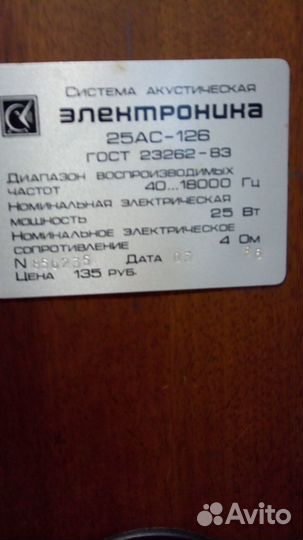 Система акустическая
Электроника
25АС-126
ГОСТ 23262-83
Диапазон воспроизводимых
частот 40...18000 Гц
Номинальная электрическая
мощность 25 Вт
Номинальное электрическое
сопротивление 4 Ом
N Дата
Цена 135 руб.
Avito